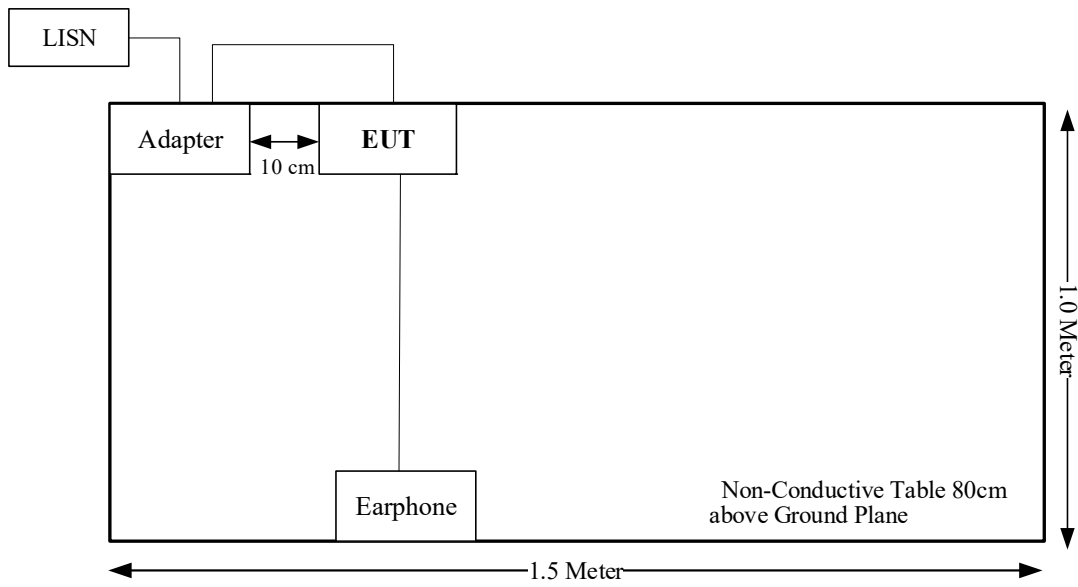 LISN
Adapter
EUT
10 cm
1.0 Meter
Earphone
Non-Conductive Table 80cm
above Ground Plane
1.5 Meter